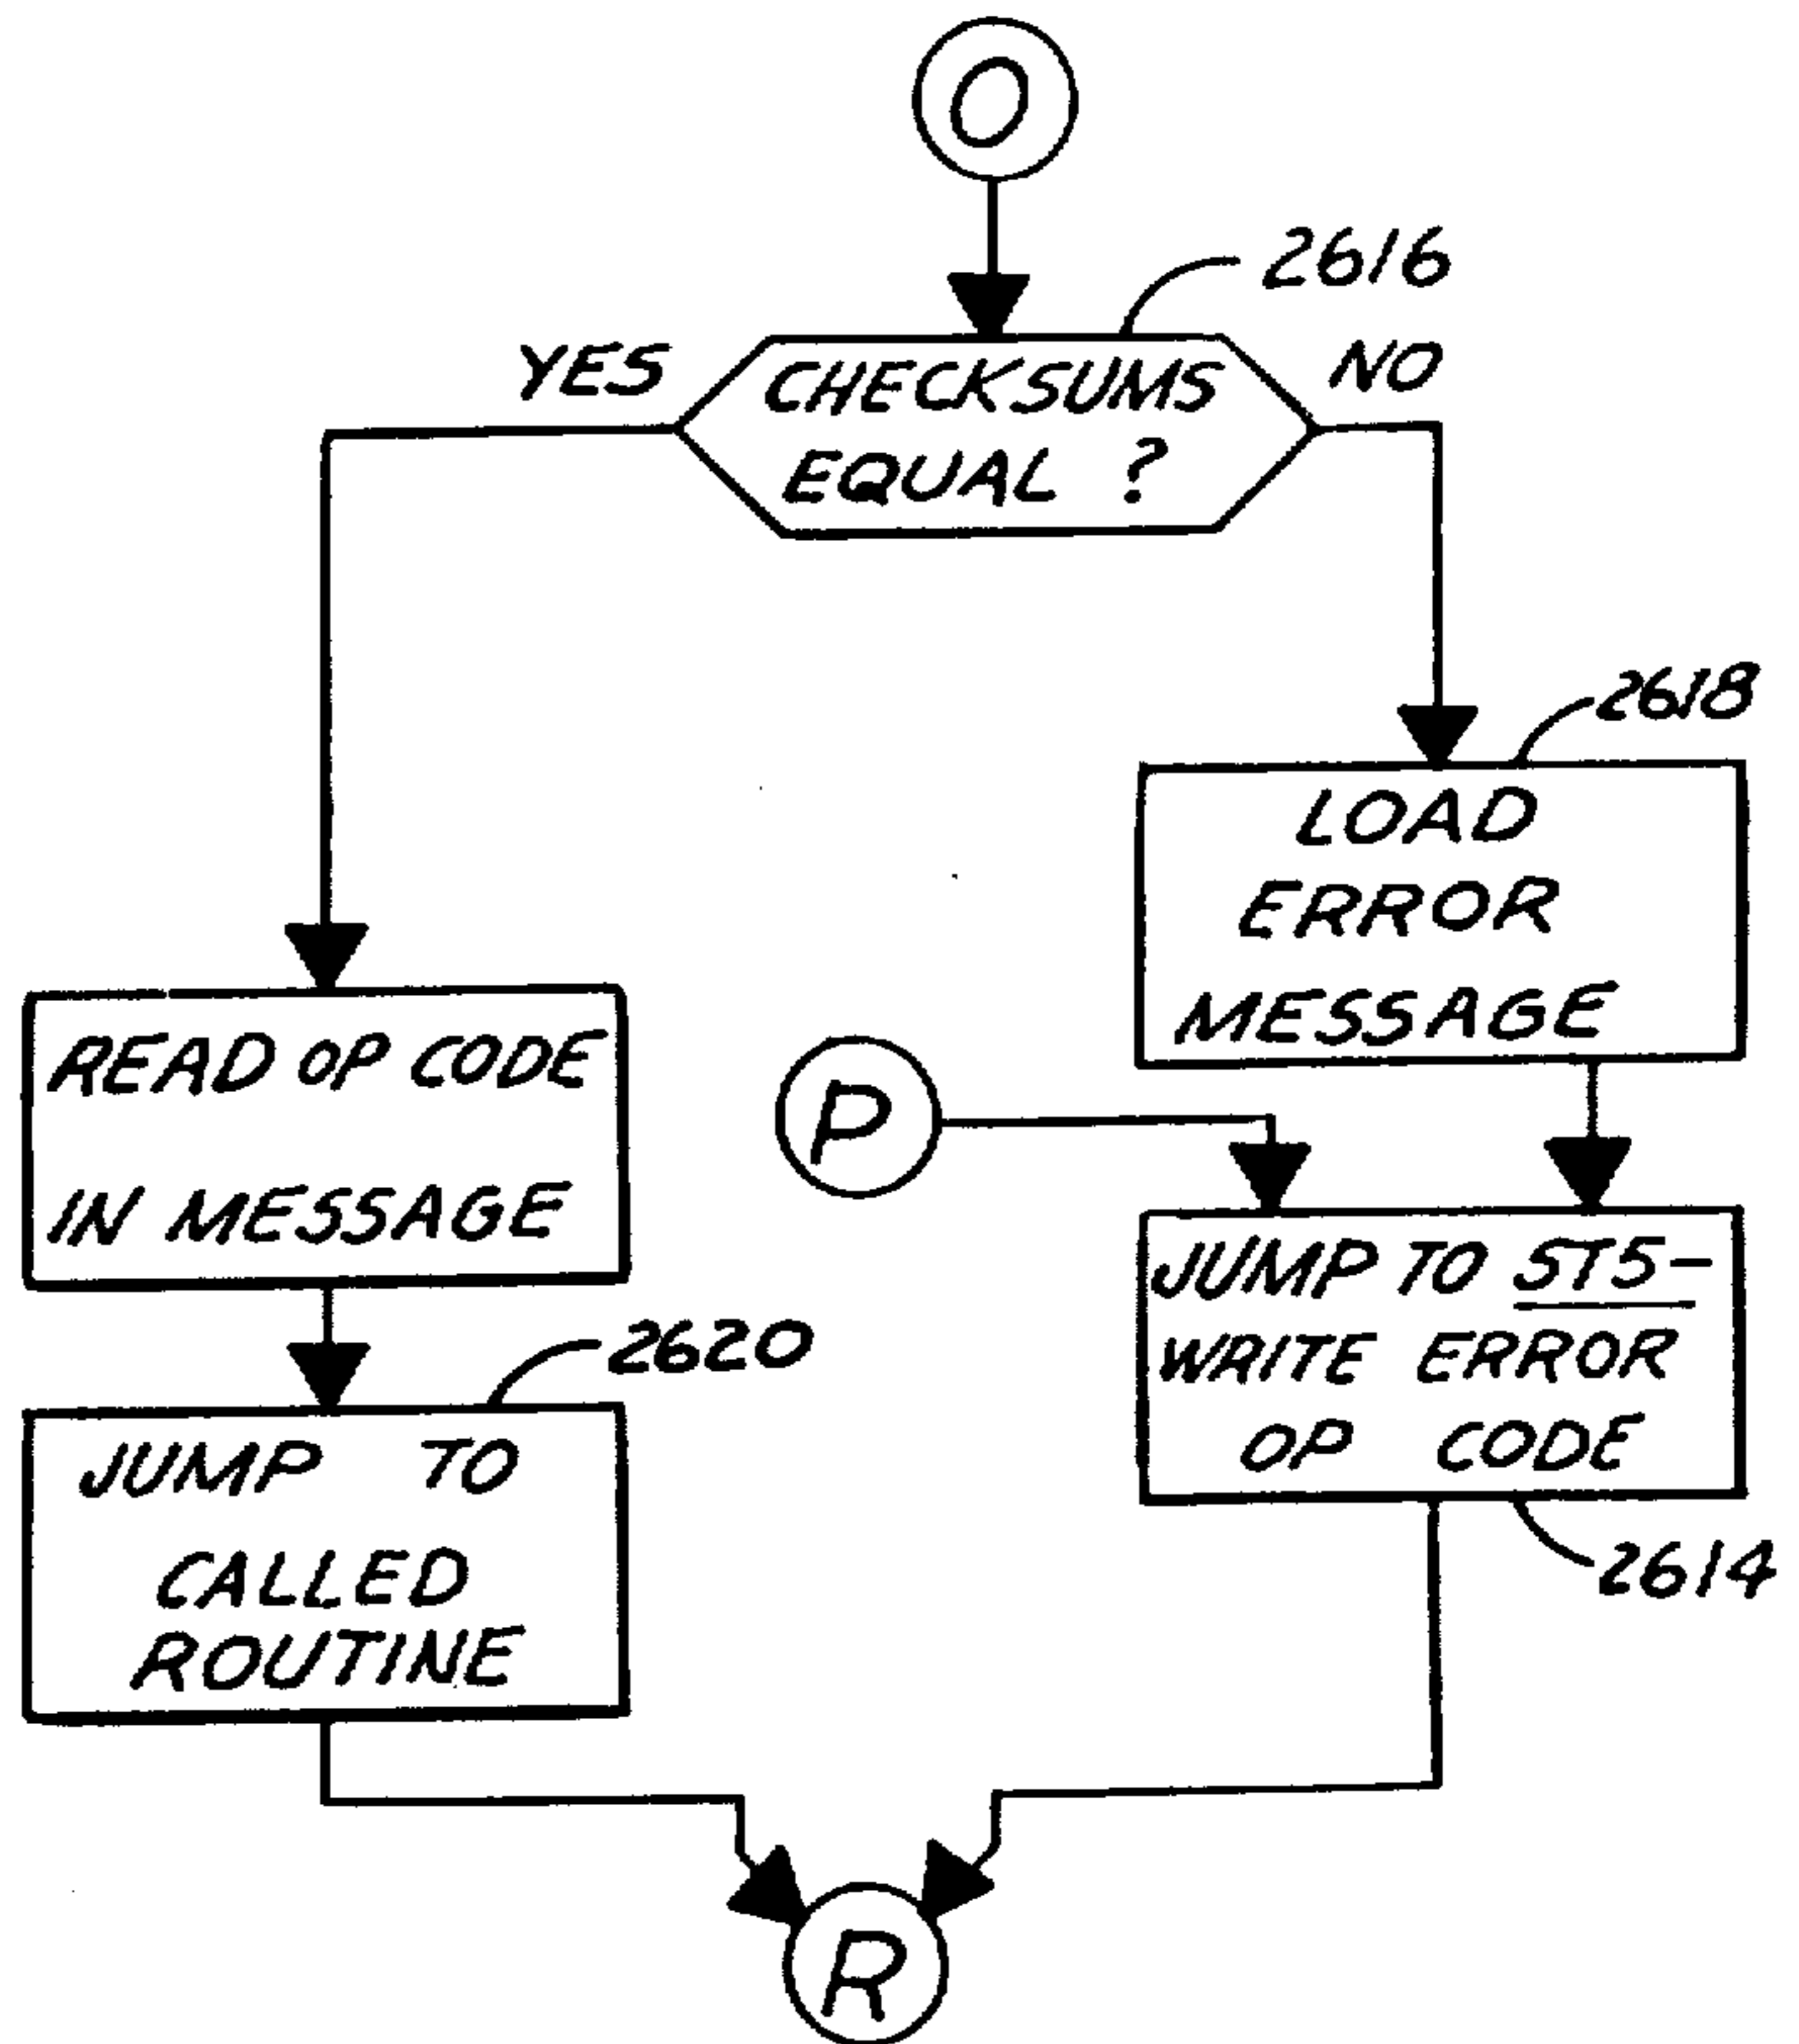 O
2616
YES
NO
CHECKSUMS
EQUAL ?
2618
LOAD
ERROR
MESSAGE
READ OP CODE
IN MESSAGE
P
JUMP TO ST5-
WRITE ERROR
OP CODE
2620
JUMP TO
CALLED
ROUTINE
2614
R